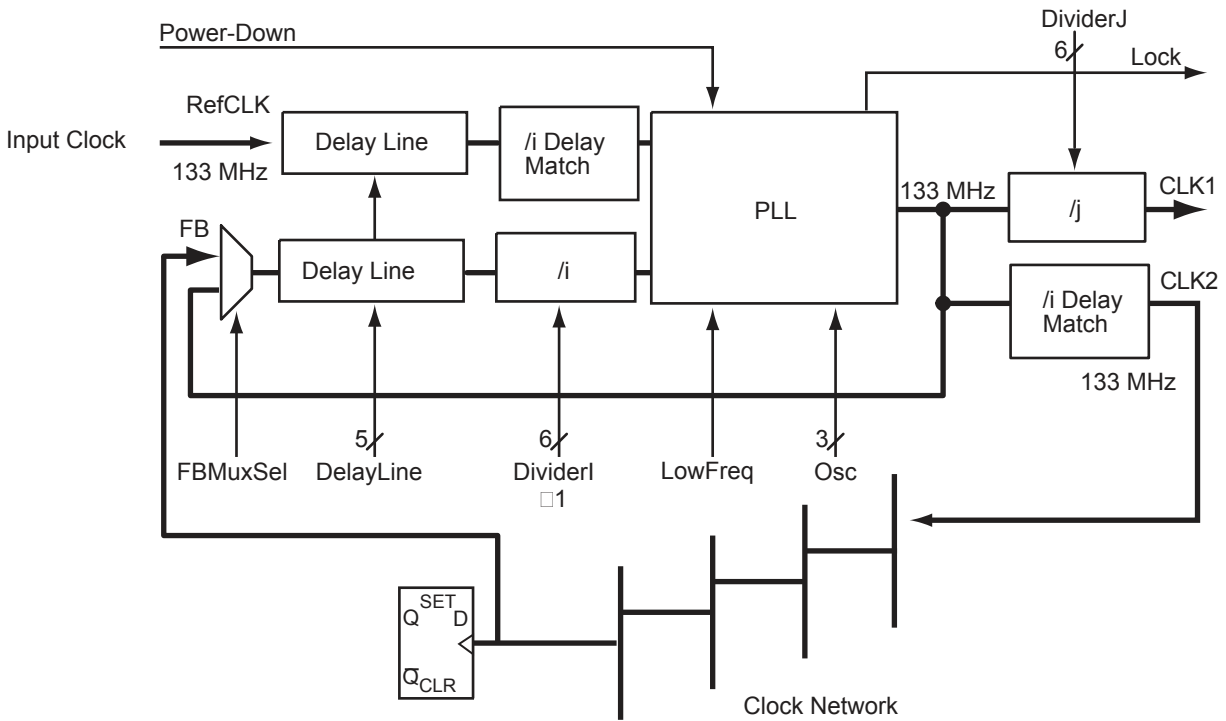 Power-Down
DividerJ
6
Lock
RefCLK
Input Clock
133 MHz
Delay Line
/i Delay
Match
PLL
133 MHz
/j
CLK1
FB
Delay Line
/i
/i Delay
Match
CLK2
133 MHz
5
6
3
FBMuxSel
DelayLine
DividerI
□1
LowFreq
Osc
SET
Q D
Q̅
CLR
Clock Network